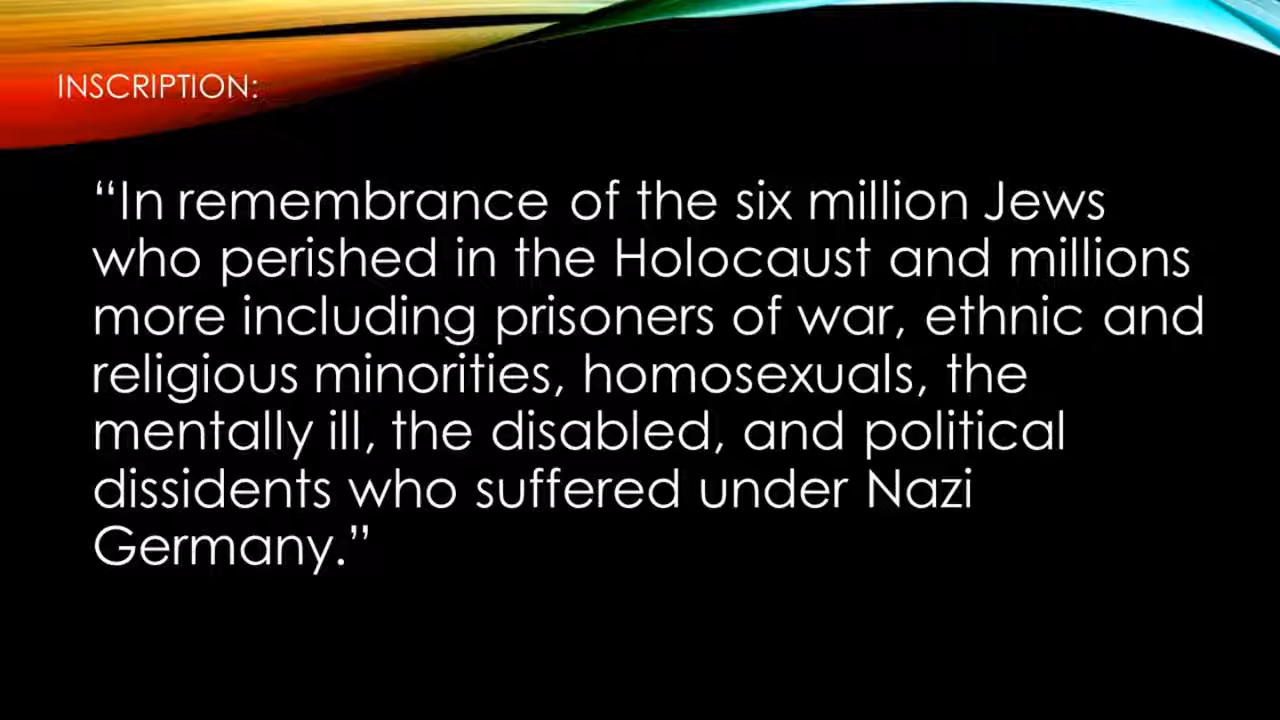 INSCRIPTION:
“In remembrance of the six million Jews
who perished in the Holocaust and millions
more including prisoners of war, ethnic and
religious minorities, homosexuals, the
mentally ill, the disabled, and political
dissidents who suffered under Nazi
Germany.”